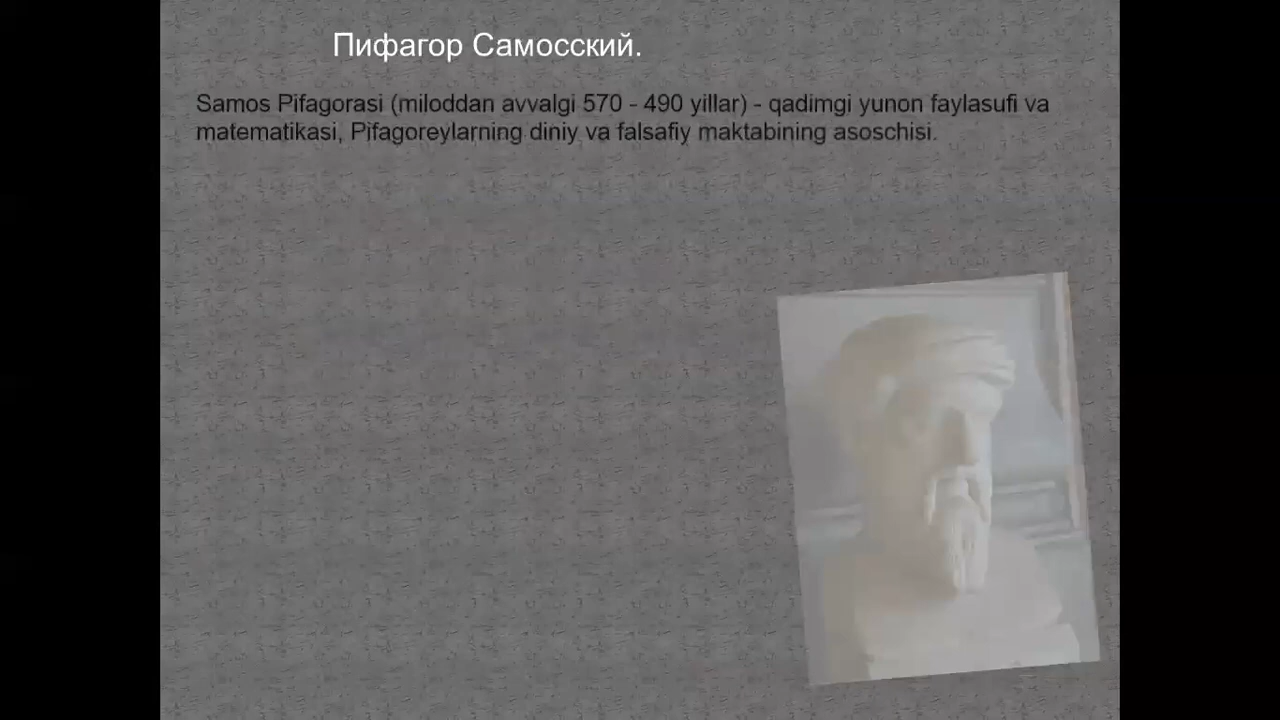 Пифагор Самосский.
Samos Pifagorasi (miloddan avvalgi 570 - 490 yillar) - qadimgi yunon faylasufi va
matematikasi, Pifagoreylarning diniy va falsafiy maktabining asoschisi.